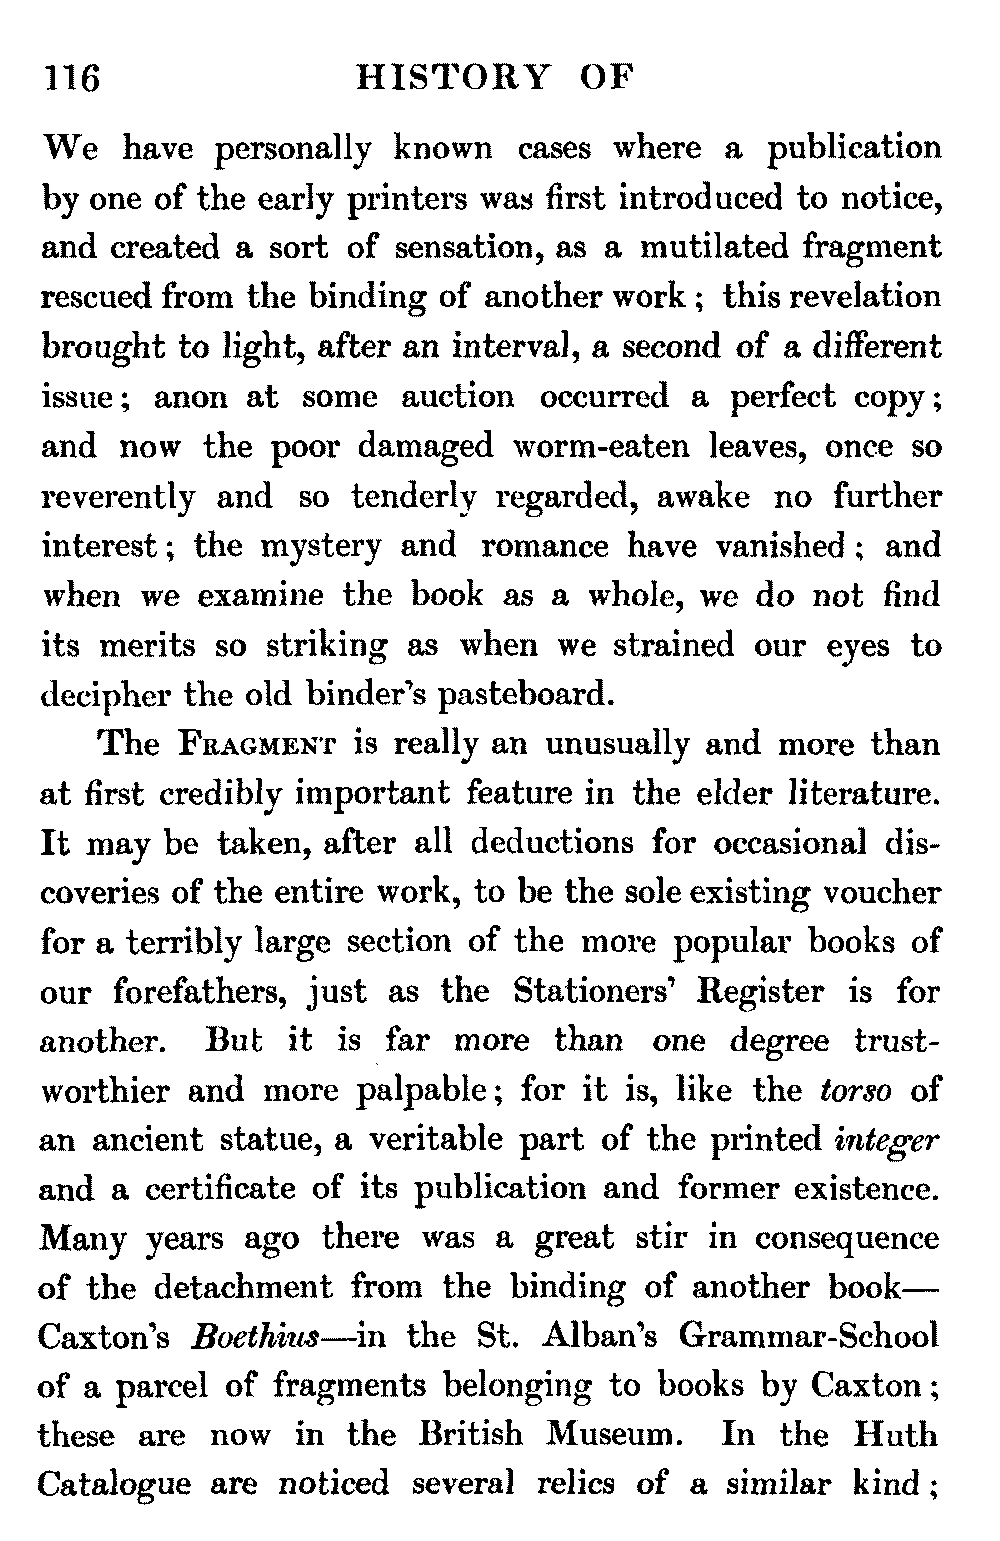 116 HISTORY OF
We have personally known cases where a publication
by one of the early printers was first introduced to notice,
and created a sort of sensation, as a mutilated fragment
rescued from the binding of another work ; this revelation
brought to light, after an interval, a second of a different
issue ; anon at some auction occurred a perfect copy ;
and now the poor damaged worm-eaten leaves, once so
reverently and so tenderly regarded, awake no further
interest ; the mystery and romance have vanished ; and
when we examine the book as a whole, we do not find
its merits so striking as when we strained our eyes to
decipher the old binder's pasteboard.
The FRAGMENT is really an unusually and more than
at first credibly important feature in the elder literature.
It may be taken, after all deductions for occasional dis-
coveries of the entire work, to be the sole existing voucher
for a terribly large section of the more popular books of
our forefathers, just as the Stationers' Register is for
another. But it is far more than one degree trust-
worthier and more palpable ; for it is, like the torso of
an ancient statue, a veritable part of the printed integer
and a certificate of its publication and former existence.
Many years ago there was a great stir in consequence
of the detachment from the binding of another book—
Caxton's Boethius—in the St. Alban's Grammar-School
of a parcel of fragments belonging to books by Caxton ;
these are now in the British Museum. In the Huth
Catalogue are noticed several relics of a similar kind ;